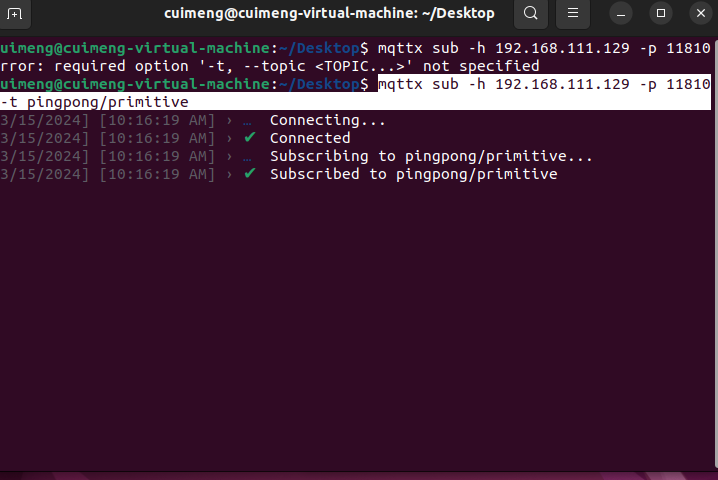 cuimeng@cuimeng-virtual-machine: ~/Desktop
uimeng@cuimeng-virtual-machine:~/Desktop$ mqttx sub -h 192.168.111.129 -p 11810
rror: required option '-t, --topic <TOPIC...>' not specified
uimeng@cuimeng-virtual-machine:~/Desktop$ mqttx sub -h 192.168.111.129 -p 11810
-t pingpong/primitive
3/15/2024] [10:16:19 AM] › … Connecting...
3/15/2024] [10:16:19 AM] › ✔ Connected
3/15/2024] [10:16:19 AM] › … Subscribing to pingpong/primitive...
3/15/2024] [10:16:19 AM] › ✔ Subscribed to pingpong/primitive